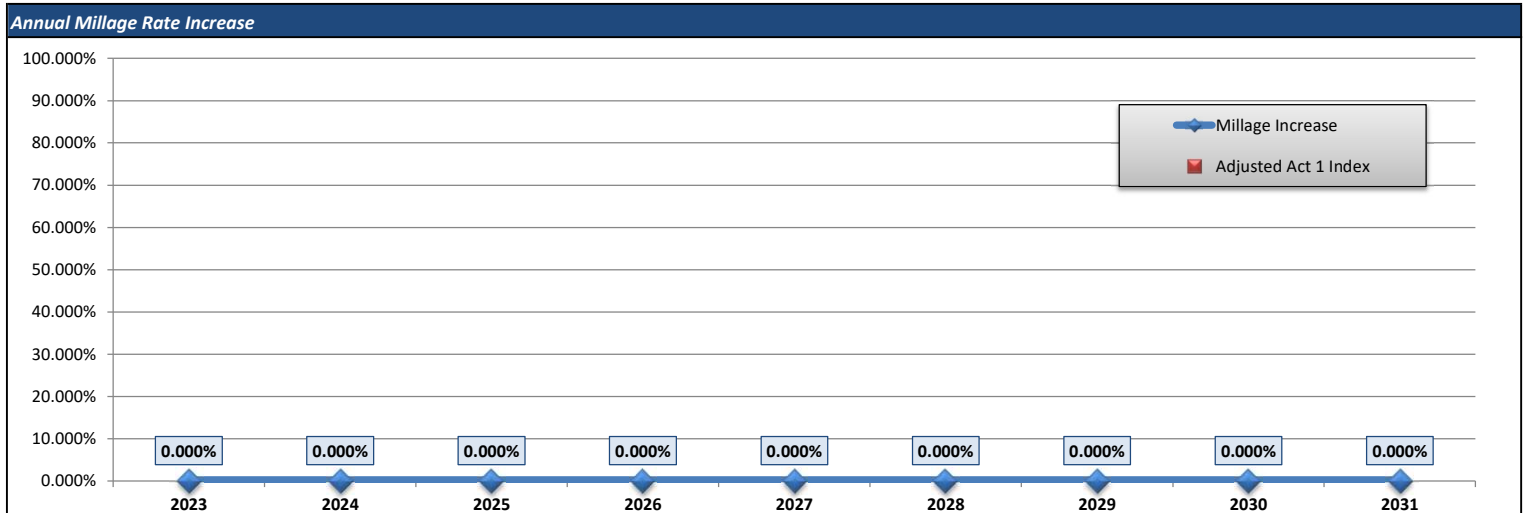 Annual Millage Rate Increase
100.000%
90.000%
80.000%
70.000%
60.000%
50.000%
40.000%
30.000%
20.000%
10.000%
0.000%
Millage Increase
Adjusted Act 1 Index
0.000% 0.000% 0.000% 0.000% 0.000% 0.000% 0.000% 0.000% 0.000%
2023 2024 2025 2026 2027 2028 2029 2030 2031